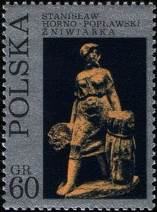 STANISŁAW
HORNO-POPŁAWSKI
ŻNIWIARKA
POLSKA
GR
60